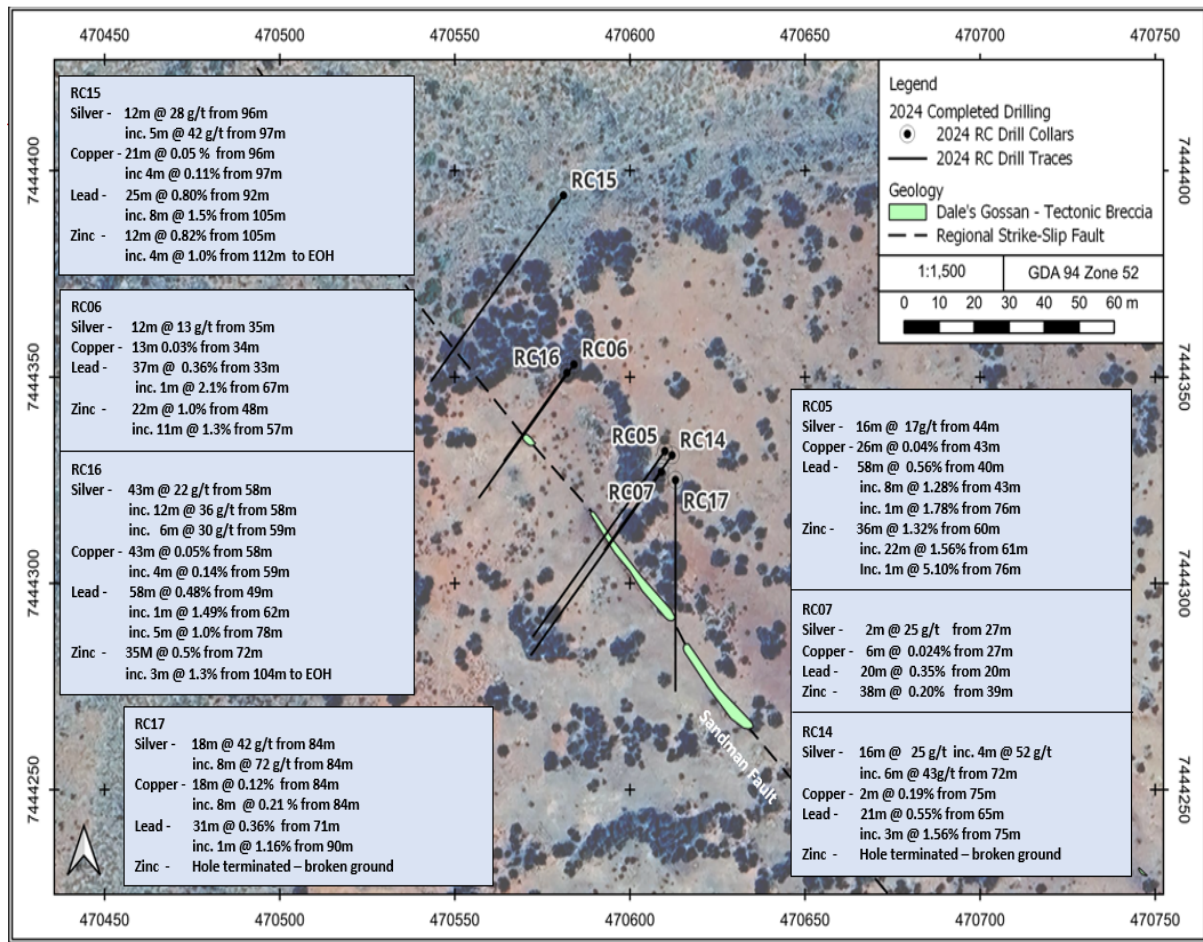 470450 470500 470550 470600 470650 470700 470750
7444400
7444350
7444300
7444250
RC15
Silver - 12m @ 28 g/t from 96m
inc. 5m @ 42 g/t from 97m
Copper - 21m @ 0.05 % from 96m
inc 4m @ 0.11% from 97m
Lead - 25m @ 0.80% from 92m
inc. 8m @ 1.5% from 105m
Zinc - 12m @ 0.82% from 105m
inc. 4m @ 1.0% from 112m to EOH
RC06
Silver - 12m @ 13 g/t from 35m
Copper - 13m 0.03% from 34m
Lead - 37m @ 0.36% from 33m
inc. 1m @ 2.1% from 67m
Zinc - 22m @ 1.0% from 48m
inc. 11m @ 1.3% from 57m
RC16
Silver - 43m @ 22 g/t from 58m
inc. 12m @ 36 g/t from 58m
inc. 6m @ 30 g/t from 59m
Copper - 43m @ 0.05% from 58m
inc. 4m @ 0.14% from 59m
Lead - 58m @ 0.48% from 49m
inc. 1m @ 1.49% from 62m
inc. 5m @ 1.0% from 78m
Zinc - 35M @ 0.5% from 72m
inc. 3m @ 1.3% from 104m to EOH
RC17
Silver - 18m @ 42 g/t from 84m
inc. 8m @ 72 g/t from 84m
Copper - 18m @ 0.12% from 84m
inc. 8m @ 0.21 % from 84m
Lead - 31m @ 0.36% from 71m
inc. 1m @ 1.16% from 90m
Zinc - Hole terminated – broken ground
RC15
RC16 RC06
RC05 RC14
RC07 RC17
Sandman Fault
Legend
2024 Completed Drilling
2024 RC Drill Collars
2024 RC Drill Traces
Geology
Dale's Gossan - Tectonic Breccia
Regional Strike-Slip Fault
1:1,500 GDA 94 Zone 52
0 10 20 30 40 50 60 m
RC05
Silver - 16m @ 17g/t from 44m
Copper - 26m @ 0.04% from 43m
Lead - 58m @ 0.56% from 40m
inc. 8m @ 1.28% from 43m
inc. 1m @ 1.78% from 76m
Zinc - 36m @ 1.32% from 60m
inc. 22m @ 1.56% from 61m
Inc. 1m @ 5.10% from 76m
RC07
Silver - 2m @ 25 g/t from 27m
Copper - 6m @ 0.024% from 27m
Lead - 20m @ 0.35% from 20m
Zinc - 38m @ 0.20% from 39m
RC14
Silver - 16m @ 25 g/t inc. 4m @ 52 g/t
inc. 6m @ 43g/t from 72m
Copper - 2m @ 0.19% from 75m
Lead - 21m @ 0.55% from 65m
inc. 3m @ 1.56% from 75m
Zinc - Hole terminated – broken ground
7444400
7444350
7444300
7444250
470450 470500 470550 470600 470650 470700 470750